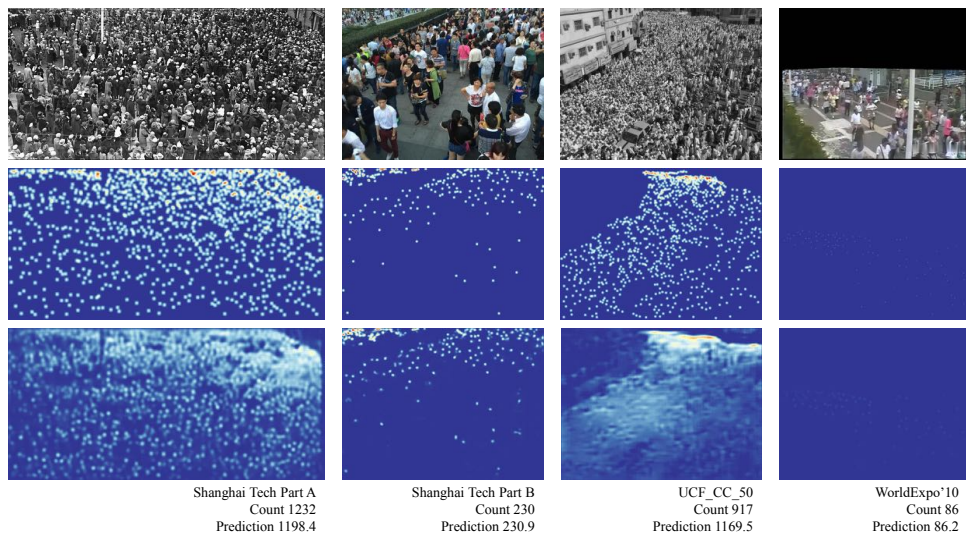 Shanghai Tech Part A
Count 1232
Prediction 1198.4
Shanghai Tech Part B
Count 230
Prediction 230.9
UCF_CC_50
Count 917
Prediction 1169.5
WorldExpo’10
Count 86
Prediction 86.2